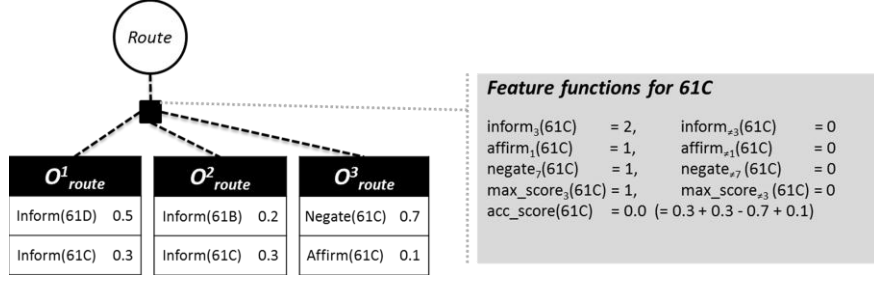 Route
Feature functions for 61C
inform₃(61C) = 2, inform≠₃(61C) = 0
affirm₁(61C) = 1, affirm≠₁(61C) = 0
negate₇(61C) = 1, negate≠₇ (61C) = 0
max_score₃(61C) = 1, max_score≠₃ (61C) = 0
acc_score(61C) = 0.0 (= 0.3 + 0.3 - 0.7 + 0.1)
O¹route O²route O³route
Inform(61D) 0.5 Inform(61B) 0.2 Negate(61C) 0.7
Inform(61C) 0.3 Inform(61C) 0.3 Affirm(61C) 0.1